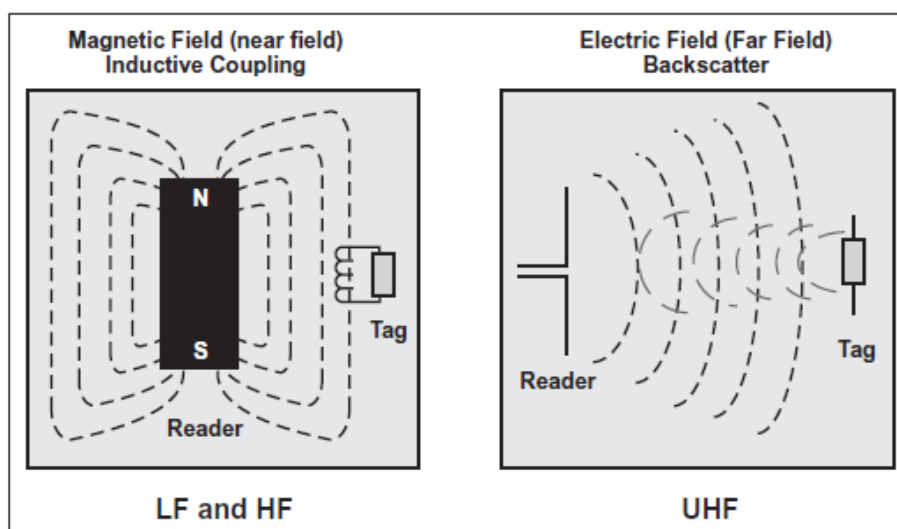 Magnetic Field (near field)
Inductive Coupling
N
S
Reader
Tag
LF and HF
Electric Field (Far Field)
Backscatter
Reader
Tag
UHF